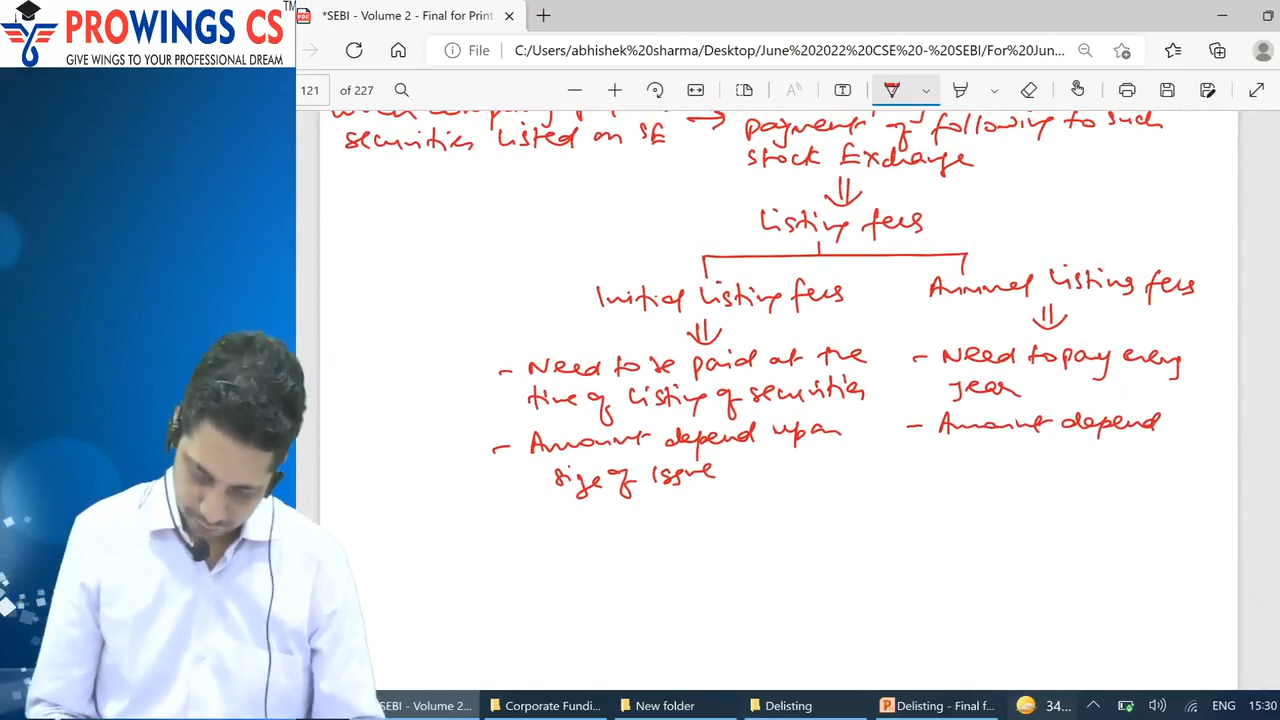 PROWINGS CS™
GIVE WINGS TO YOUR PROFESSIONAL DREAM
*SEBI - Volume 2 - Final for Print
File
C:/Users/abhishek%20sharma/Desktop/June%202022%20CSE%20-%20SEBI/For%20Jun...
121 of 227
securities listed on SE → payment of following to such
stock Exchange
Listing fees
Initial Listing fees
Annual Listing fees
- Need to be paid at the
time of listing of securities
- Amount depend upon
size of issue
- Need to pay every
year
- Amount depend
SEBI - Volume 2...
Corporate Fundi...
New folder
Delisting
Delisting - Final f...
34...
ENG
15:30